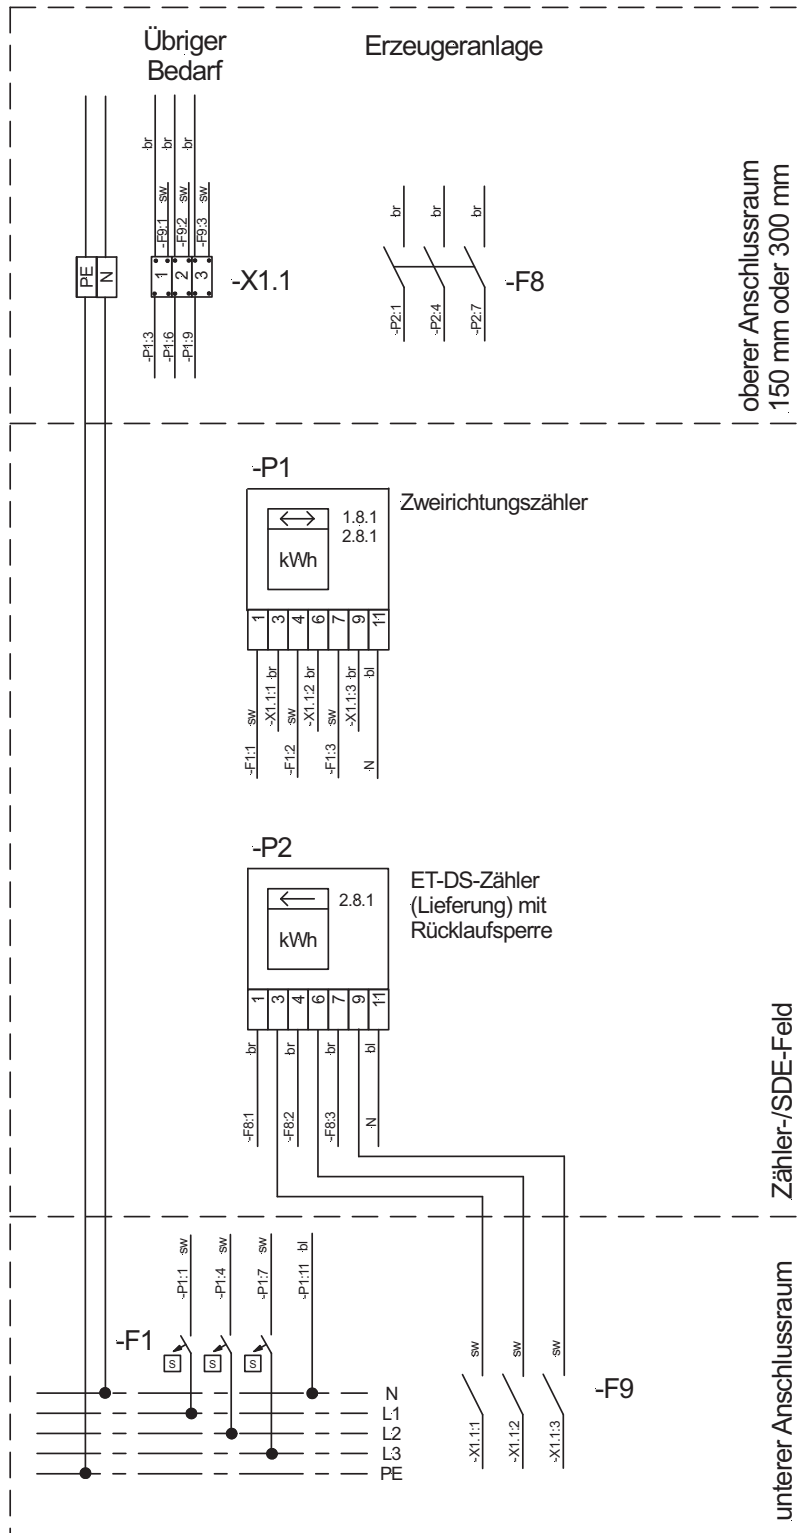 Übriger
Bedarf
Erzeugeranlage
br
br
br
-F9:1 sw
-F9:2 sw
-F9:3 sw
PE
N
1
2
3
-X1.1
-P1:3
-P1:6
-P1:9
br
br
br
-F8
-P2:1
-P2:4
-P2:7
oberer Anschlussraum
150 mm oder 300 mm
-P1
Zweirichtungszähler
1.8.1
2.8.1
kWh
1
3
4
6
7
9
11
-F1:1 sw
-X1.1:1 br
-F1:2 sw
-X1.1:2 br
-F1:3 sw
-X1.1:3 br
N bl
-P2
ET-DS-Zähler
(Lieferung) mit
Rücklaufsperre
2.8.1
kWh
1
3
4
6
7
9
11
-F8:1 br
-F8:2 br
-F8:3 br
N bl
Zähler-/SDE-Feld
-P1:1 sw
-P1:4 sw
-P1:7 sw
-P1:11 bl
-F1
s
s
s
N
L1
L2
L3
PE
sw
sw
sw
-F9
-X1.1:1
-X1.1:2
-X1.1:3
unterer Anschlussraum